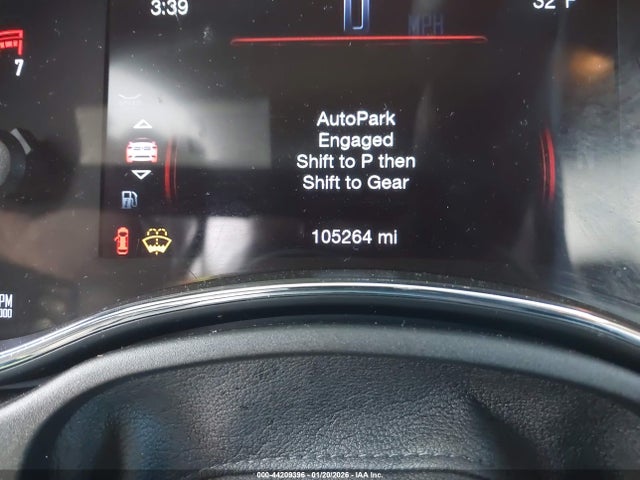 3:39
32°F
MPH
7
AutoPark
Engaged
Shift to P then
Shift to Gear
105264 mi
000-44209396 - 01/20/2026 - IAA Inc.